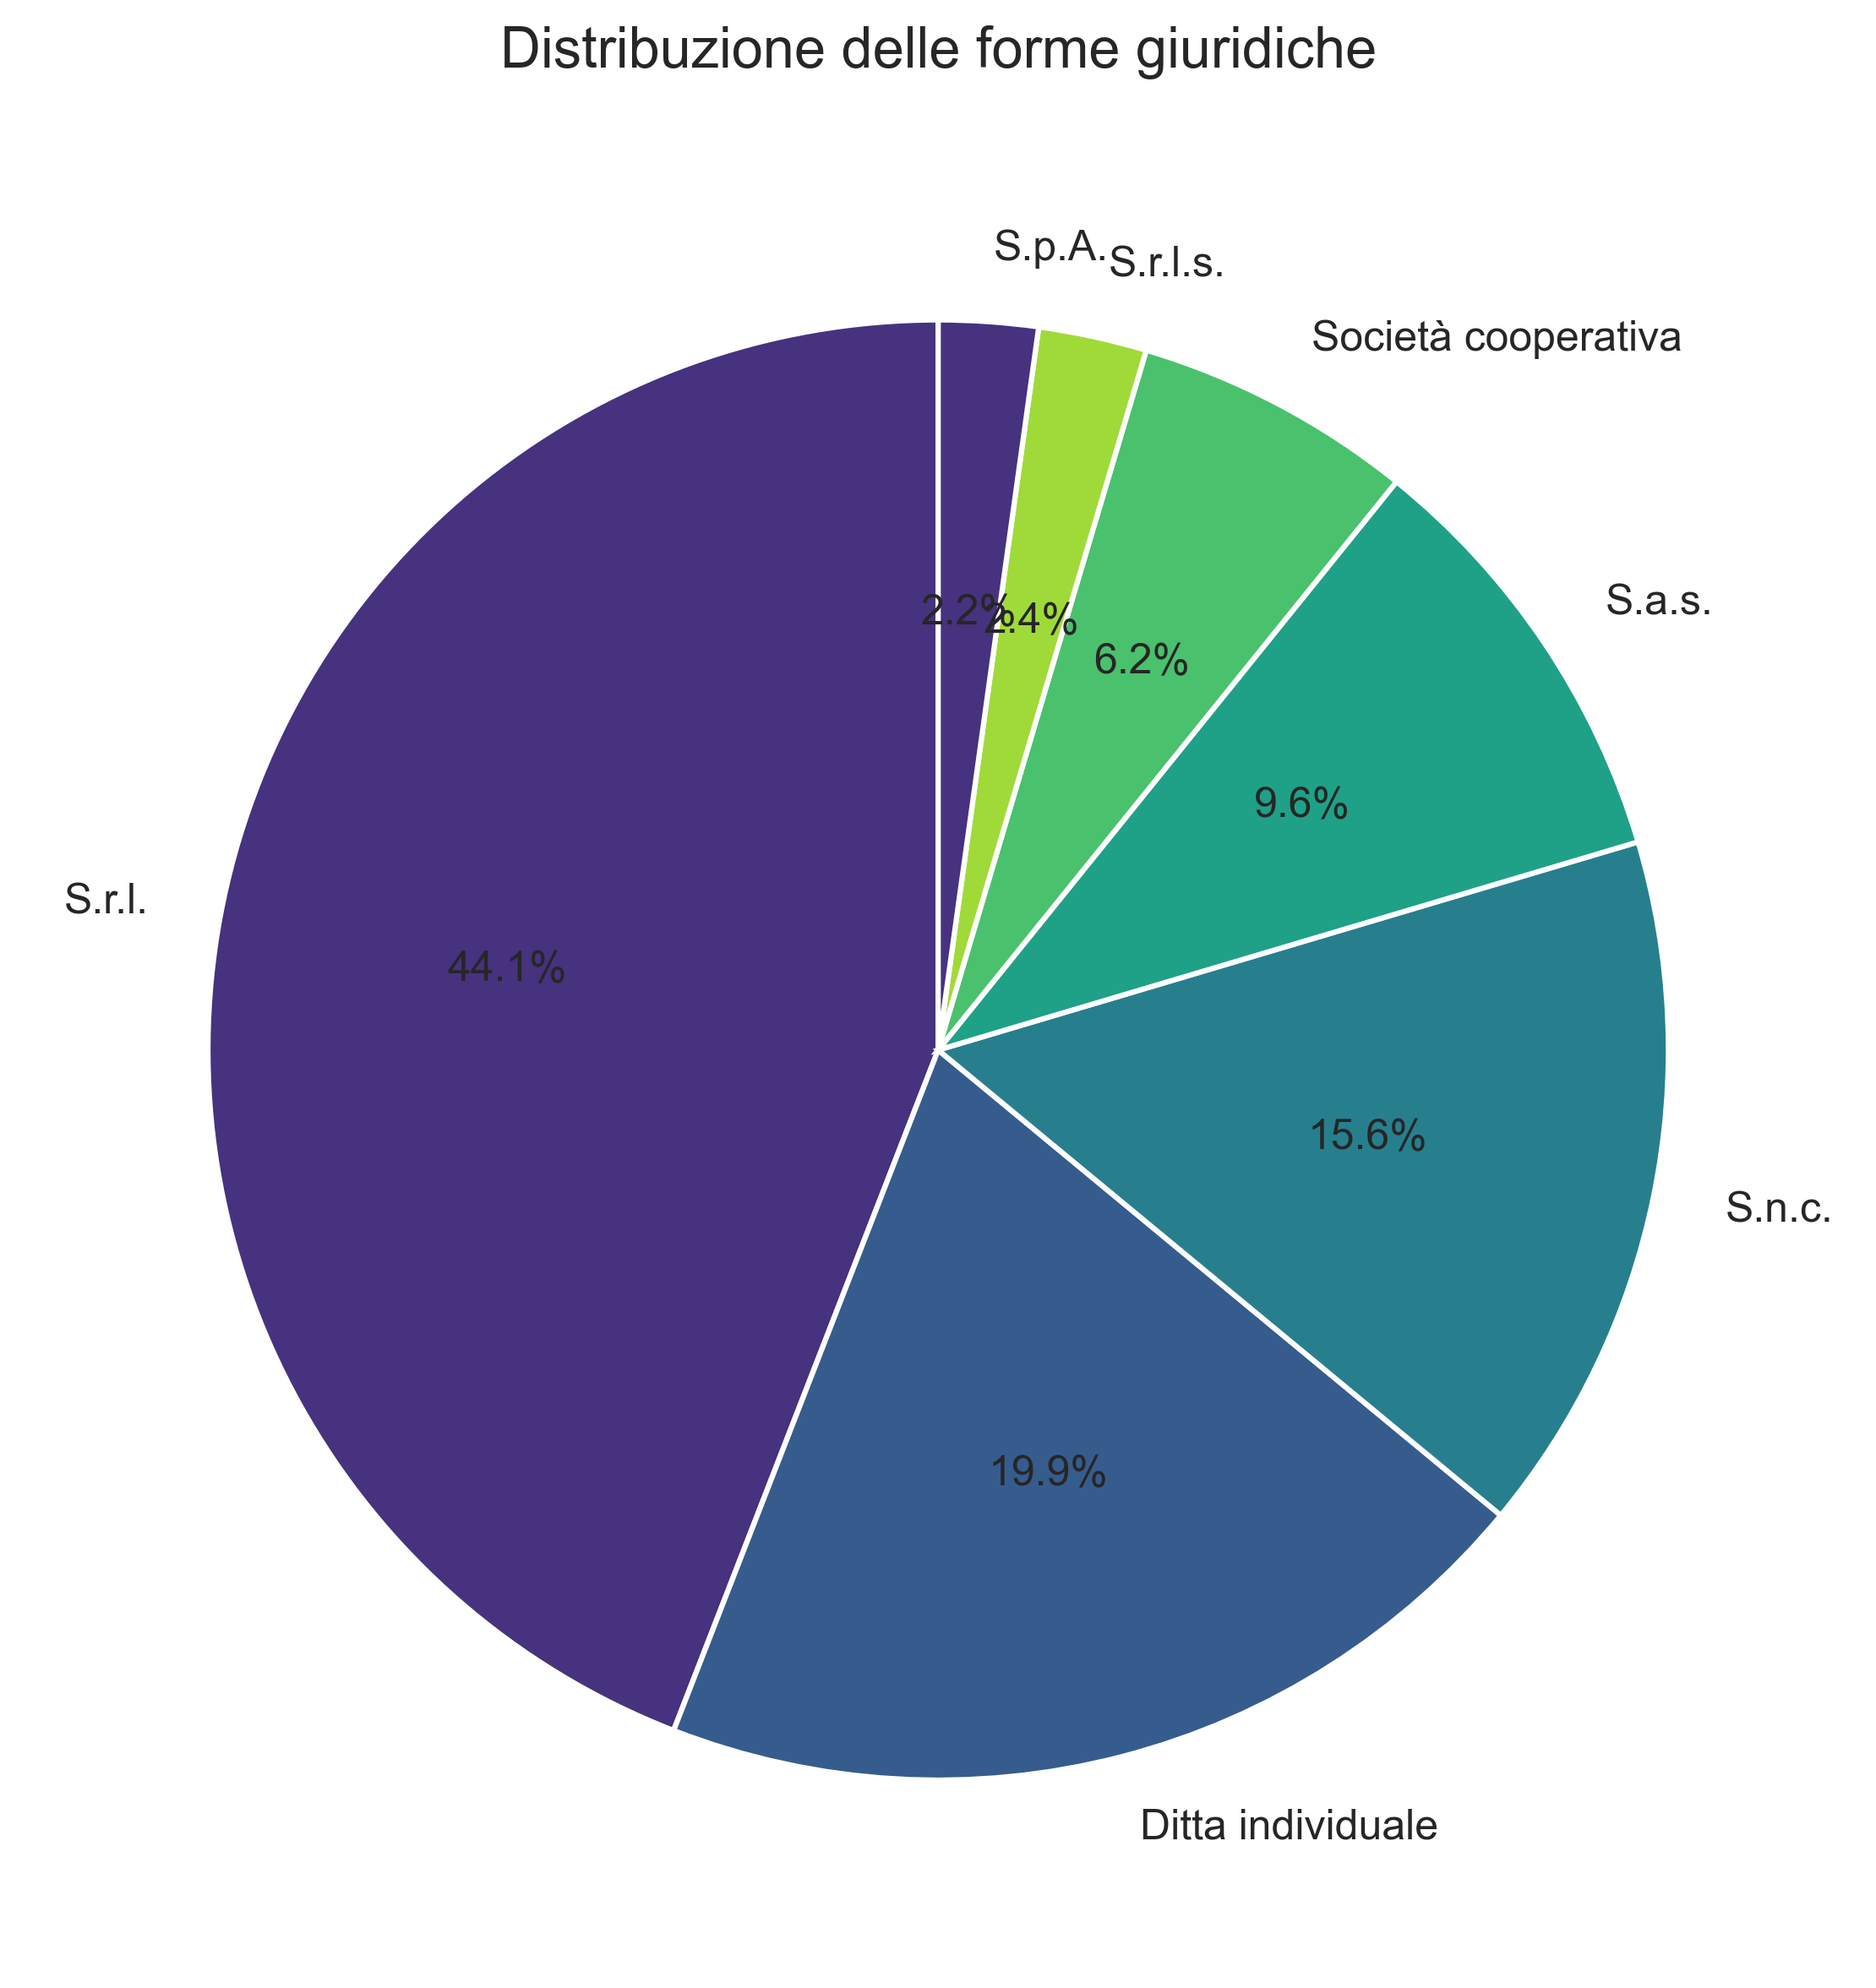 Distribuzione delle forme giuridiche
S.p.A.
S.r.l.s.
Società cooperativa
S.a.s.
2.2%
2.4%
6.2%
9.6%
S.r.l.
44.1%
15.6%
S.n.c.
19.9%
Ditta individuale